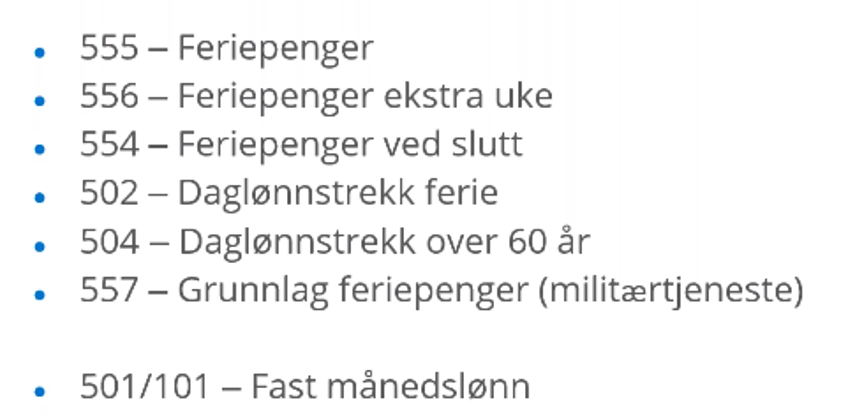 • 555 – Feriepenger
• 556 – Feriepenger ekstra uke
• 554 – Feriepenger ved slutt
• 502 – Daglønnstrekk ferie
• 504 – Daglønnstrekk over 60 år
• 557 – Grunnlag feriepenger (militærtjeneste)
• 501/101 – Fast månedslønn